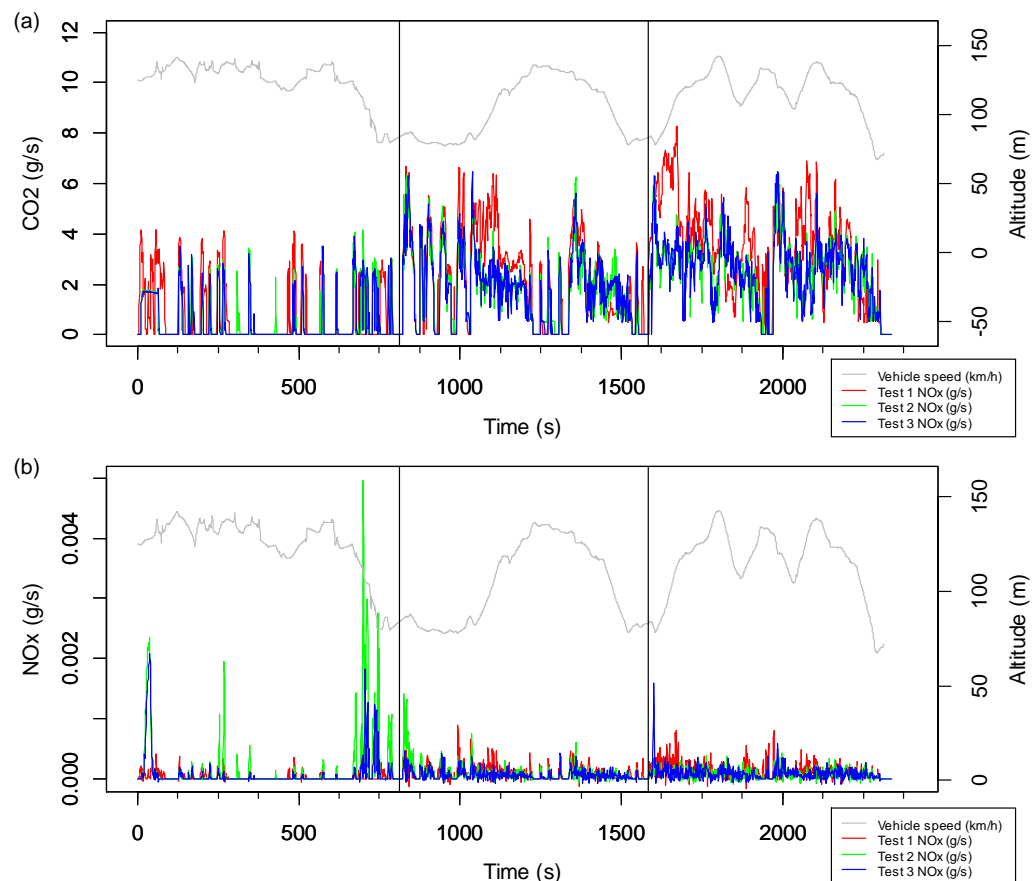 (a)
12
10
8
6
4
2
0
CO2 (g/s)
150
100
50
0
-50
Altitude (m)
0 500 1000 1500 2000
Time (s)
Vehicle speed (km/h)
Test 1 NOx (g/s)
Test 2 NOx (g/s)
Test 3 NOx (g/s)
(b)
0.004
0.002
0.00
NOx (g/s)
150
100
50
0
Altitude (m)
0 500 1000 1500 2000
Time (s)
Vehicle speed (km/h)
Test 1 NOx (g/s)
Test 2 NOx (g/s)
Test 3 NOx (g/s)